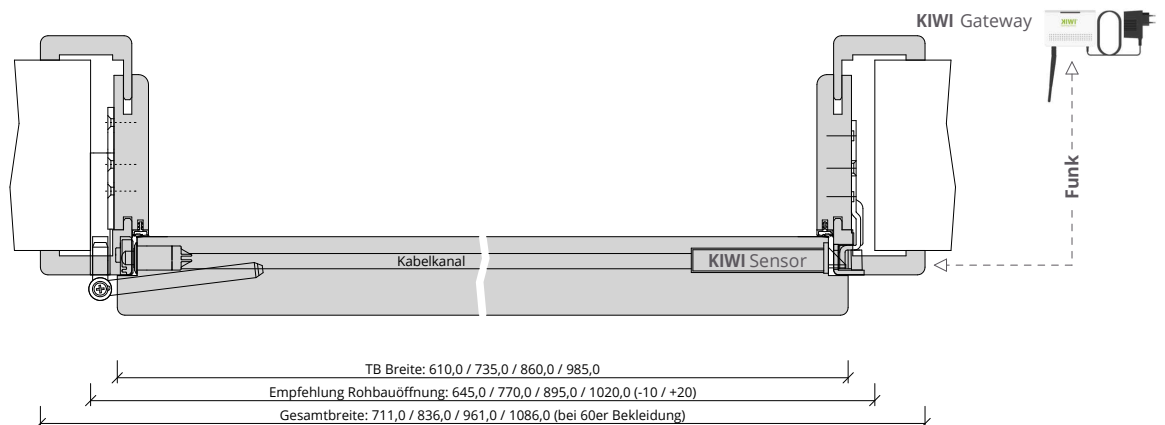 KIWI Gateway
KIWI
Funk
Kabelkanal
KIWI Sensor
TB Breite: 610,0 / 735,0 / 860,0 / 985,0
Empfehlung Rohbauöffnung: 645,0 / 770,0 / 895,0 / 1020,0 (-10 / +20)
Gesamtbreite: 711,0 / 836,0 / 961,0 / 1086,0 (bei 60er Bekleidung)